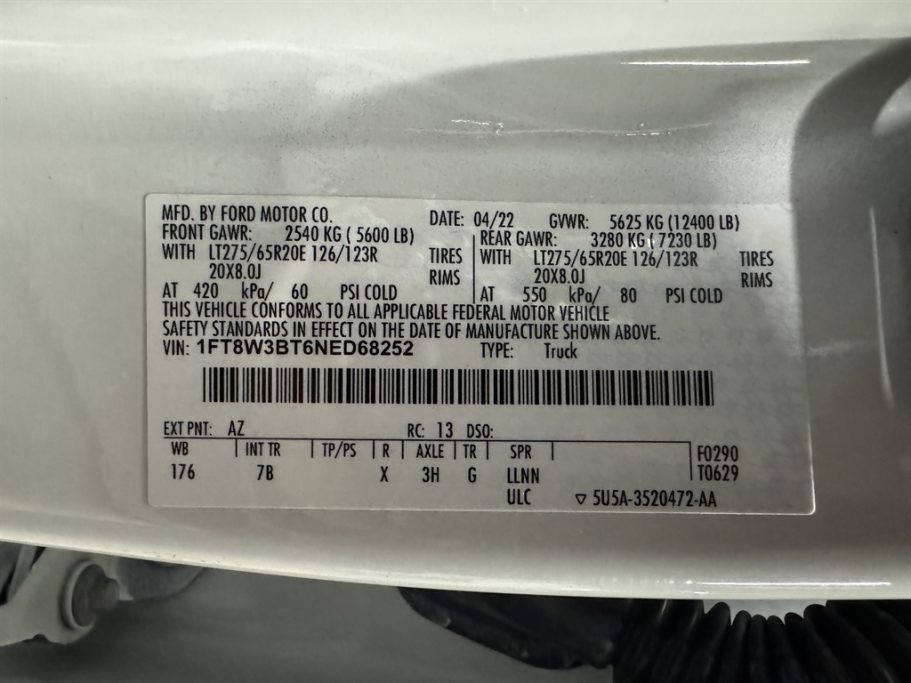 MFD. BY FORD MOTOR CO. DATE: 04/22 GVWR: 5625 KG (12400 LB)
FRONT GAWR: 2540 KG ( 5600 LB) REAR GAWR: 3280 KG ( 7230 LB)
WITH LT275/65R20E 126/123R TIRES WITH LT275/65R20E 126/123R TIRES
20X8.0J RIMS 20X8.0J RIMS
AT 420 kPa/ 60 PSI COLD AT 550 kPa/ 80 PSI COLD
THIS VEHICLE CONFORMS TO ALL APPLICABLE FEDERAL MOTOR VEHICLE
SAFETY STANDARDS IN EFFECT ON THE DATE OF MANUFACTURE SHOWN ABOVE.
VIN: 1FT8W3BT6NED68252 TYPE: Truck
EXT PNT: AZ RC: 13 DSO:
WB INT TR TP/PS R AXLE TR SPR F0290
176 7B X 3H G LLNN T0629
ULC ▽ 5U5A-3520472-AA